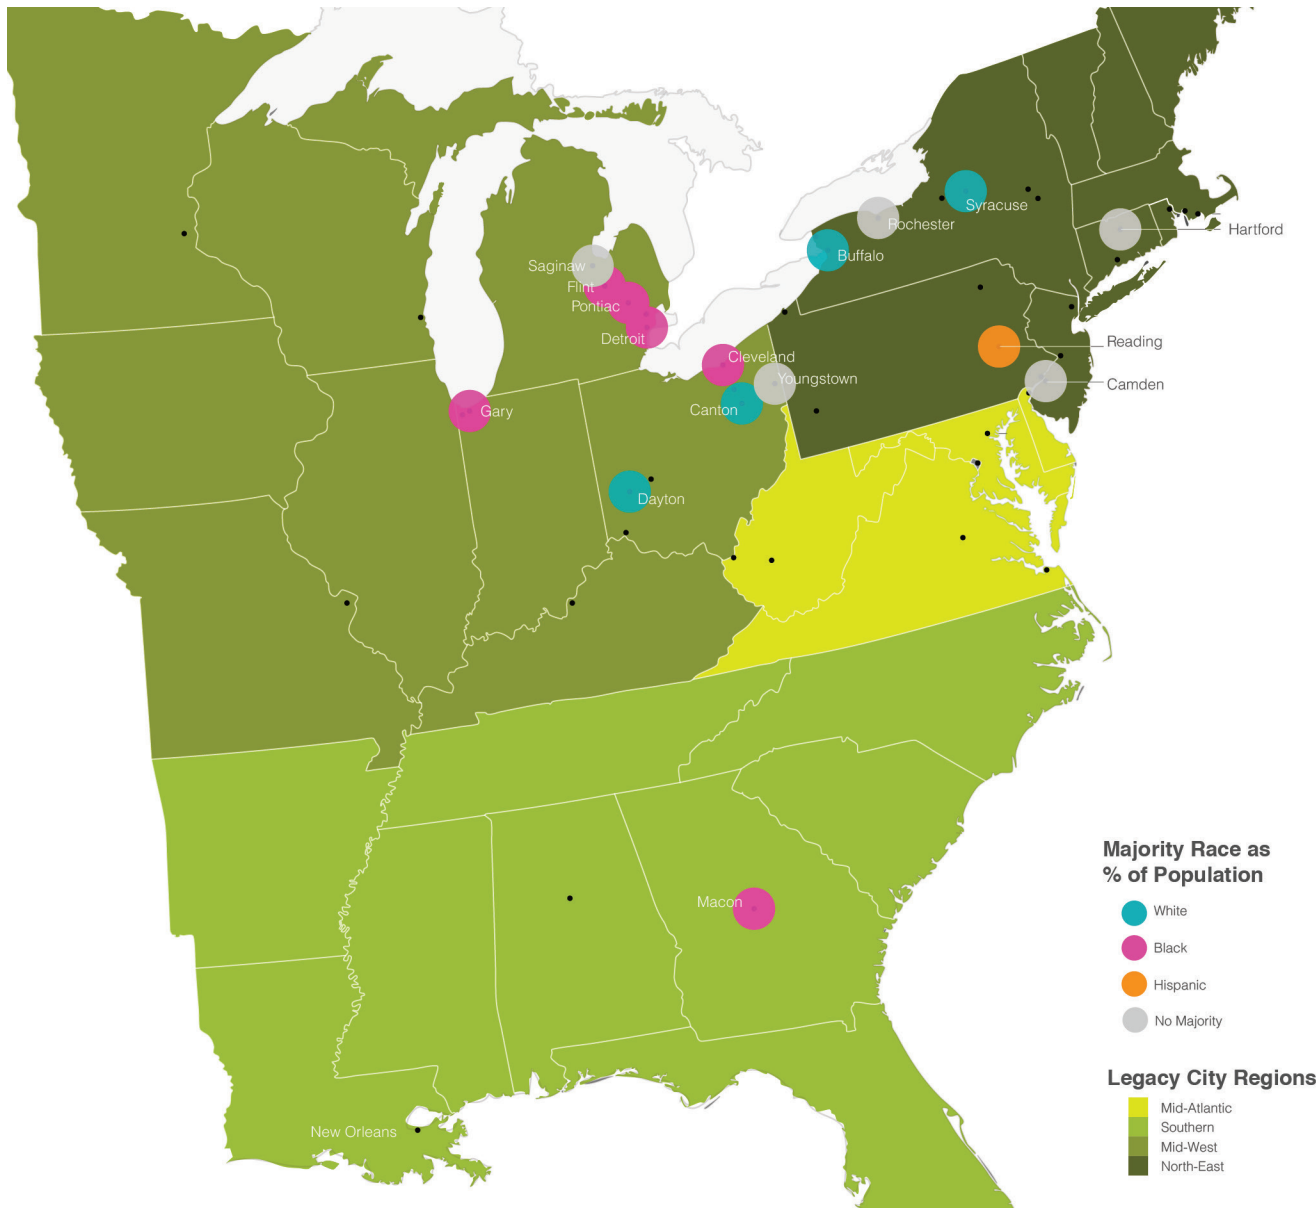 Syracuse
Rochester
Hartford
Buffalo
Saginaw
Flint
Pontiac
Detroit
Reading
Cleveland
Youngstown
Camden
Canton
Gary
Dayton
Macon
New Orleans
Majority Race as
% of Population
White
Black
Hispanic
No Majority
Legacy City Regions
Mid-Atlantic
Southern
Mid-West
North-East